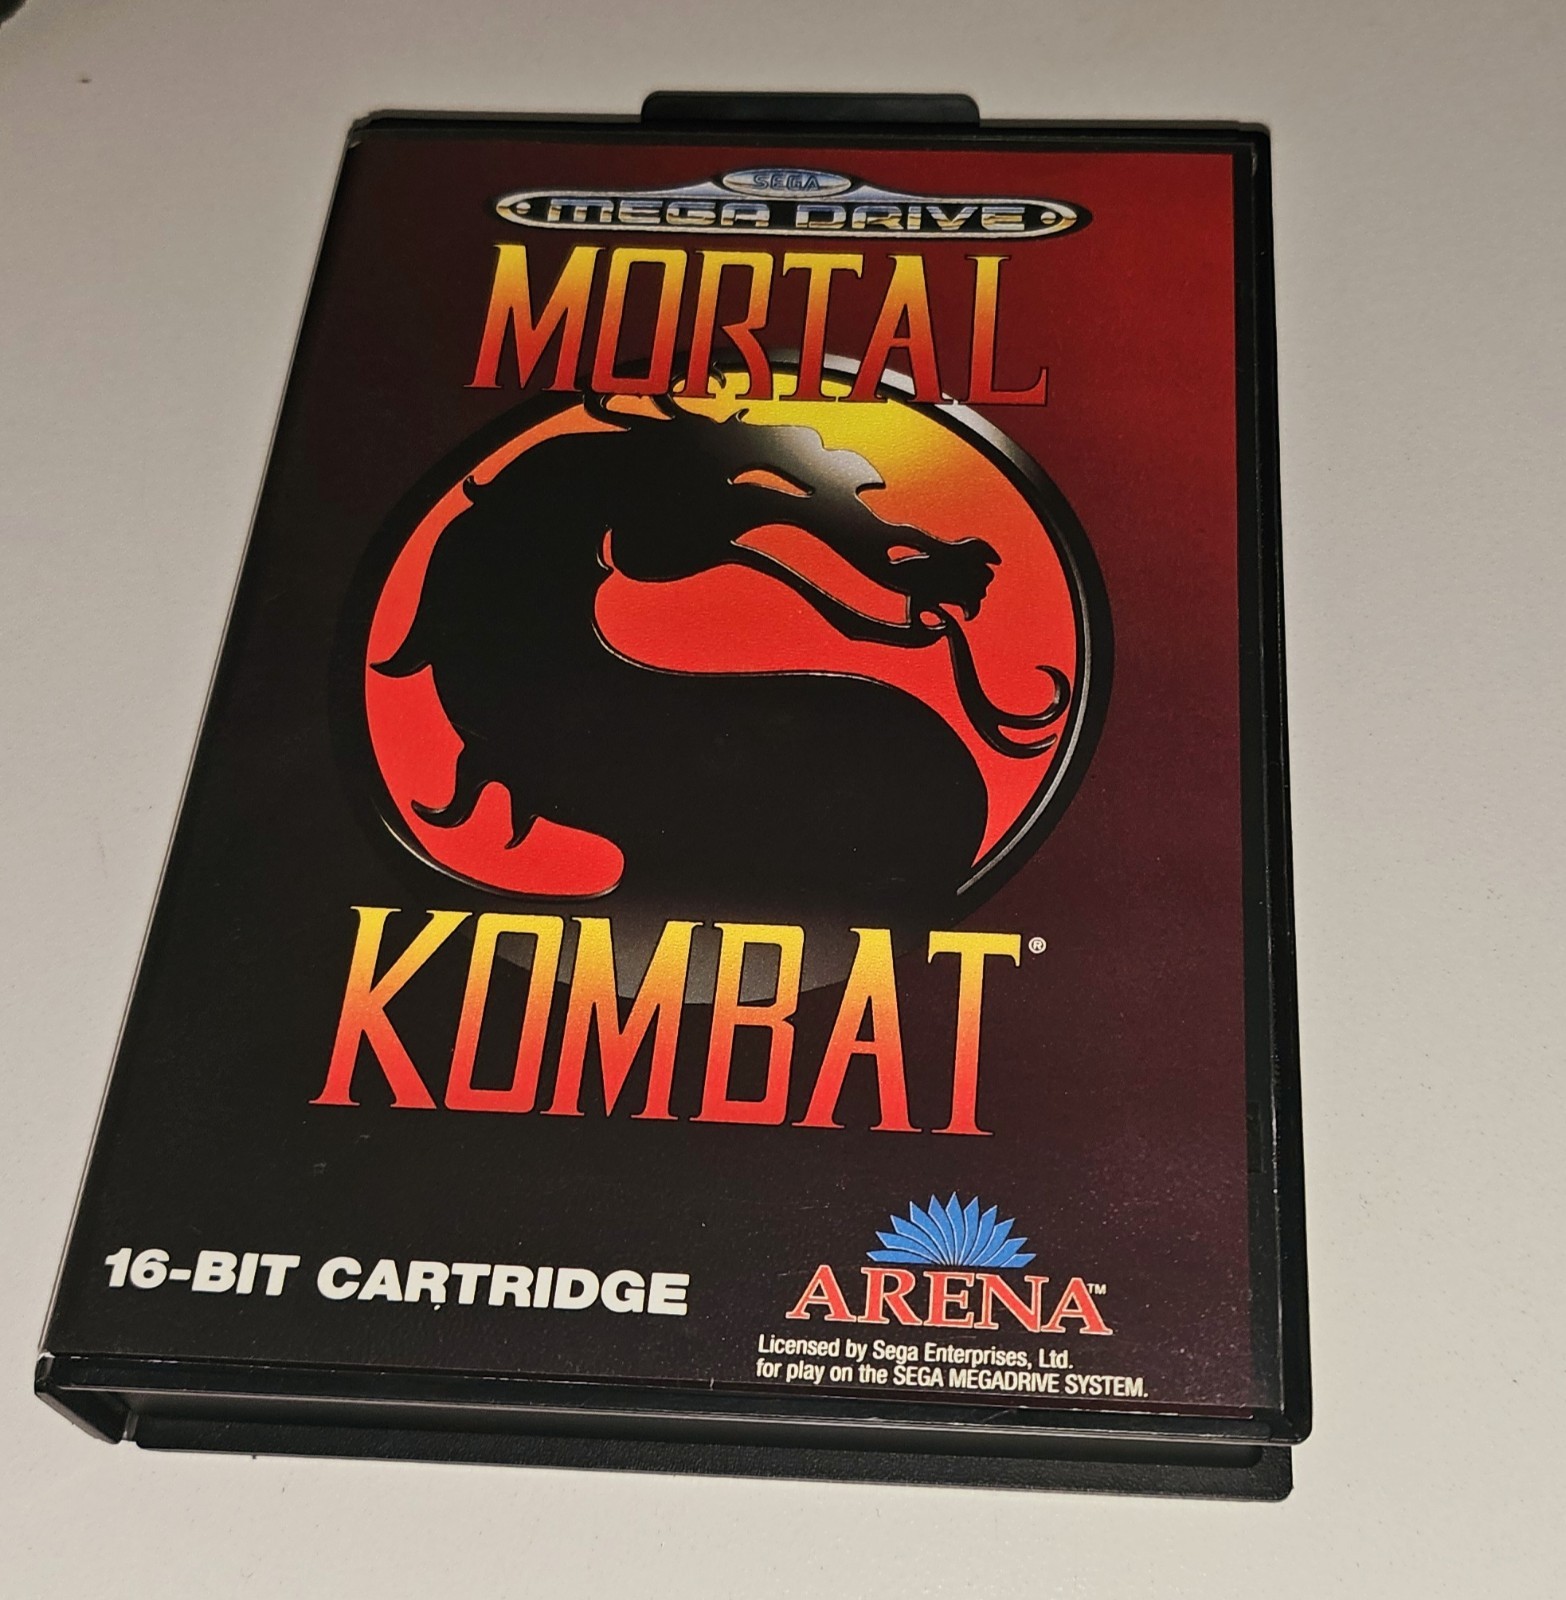 SEGA
MEGA DRIVE
MORTAL
KOMBAT®
16-BIT CARTRIDGE
ARENA™
Licensed by Sega Enterprises, Ltd.
for play on the SEGA MEGADRIVE SYSTEM.